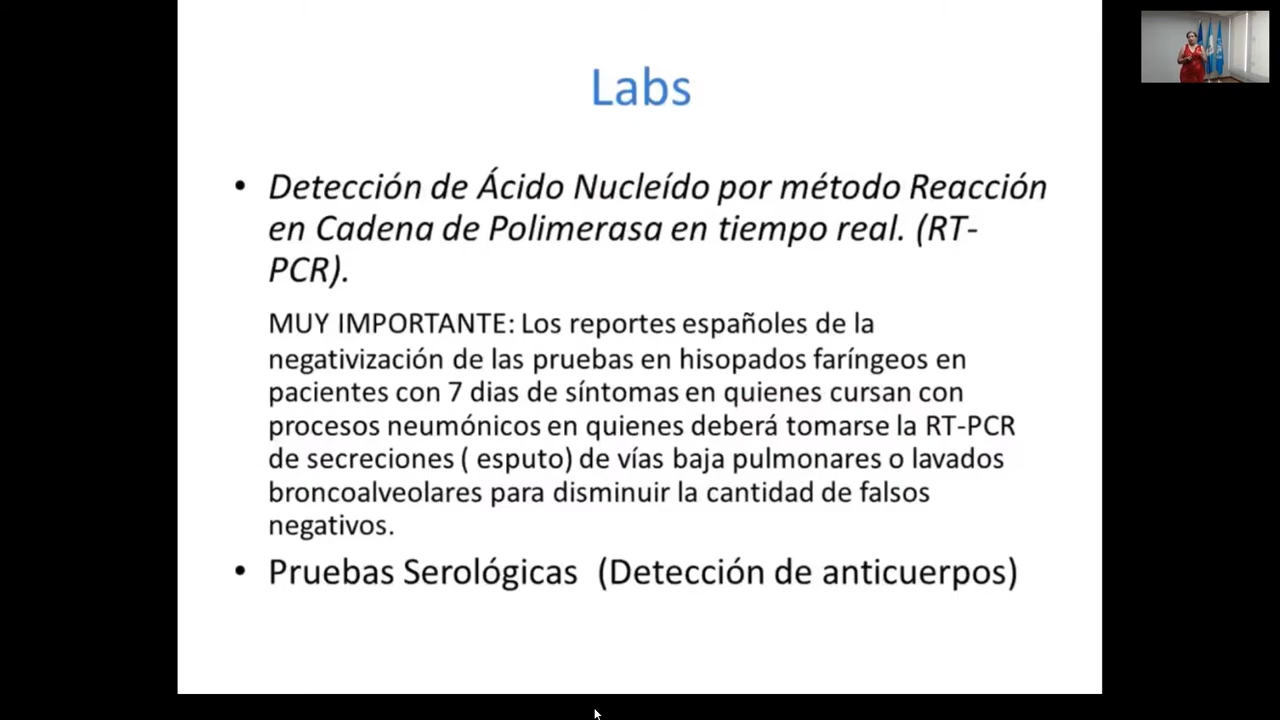 Labs
• Detección de Ácido Nucleído por método Reacción
en Cadena de Polimerasa en tiempo real. (RT-
PCR).
MUY IMPORTANTE: Los reportes españoles de la
negativización de las pruebas en hisopados faríngeos en
pacientes con 7 dias de síntomas en quienes cursan con
procesos neumónicos en quienes deberá tomarse la RT-PCR
de secreciones ( esputo) de vías baja pulmonares o lavados
broncoalveolares para disminuir la cantidad de falsos
negativos.
• Pruebas Serológicas (Detección de anticuerpos)